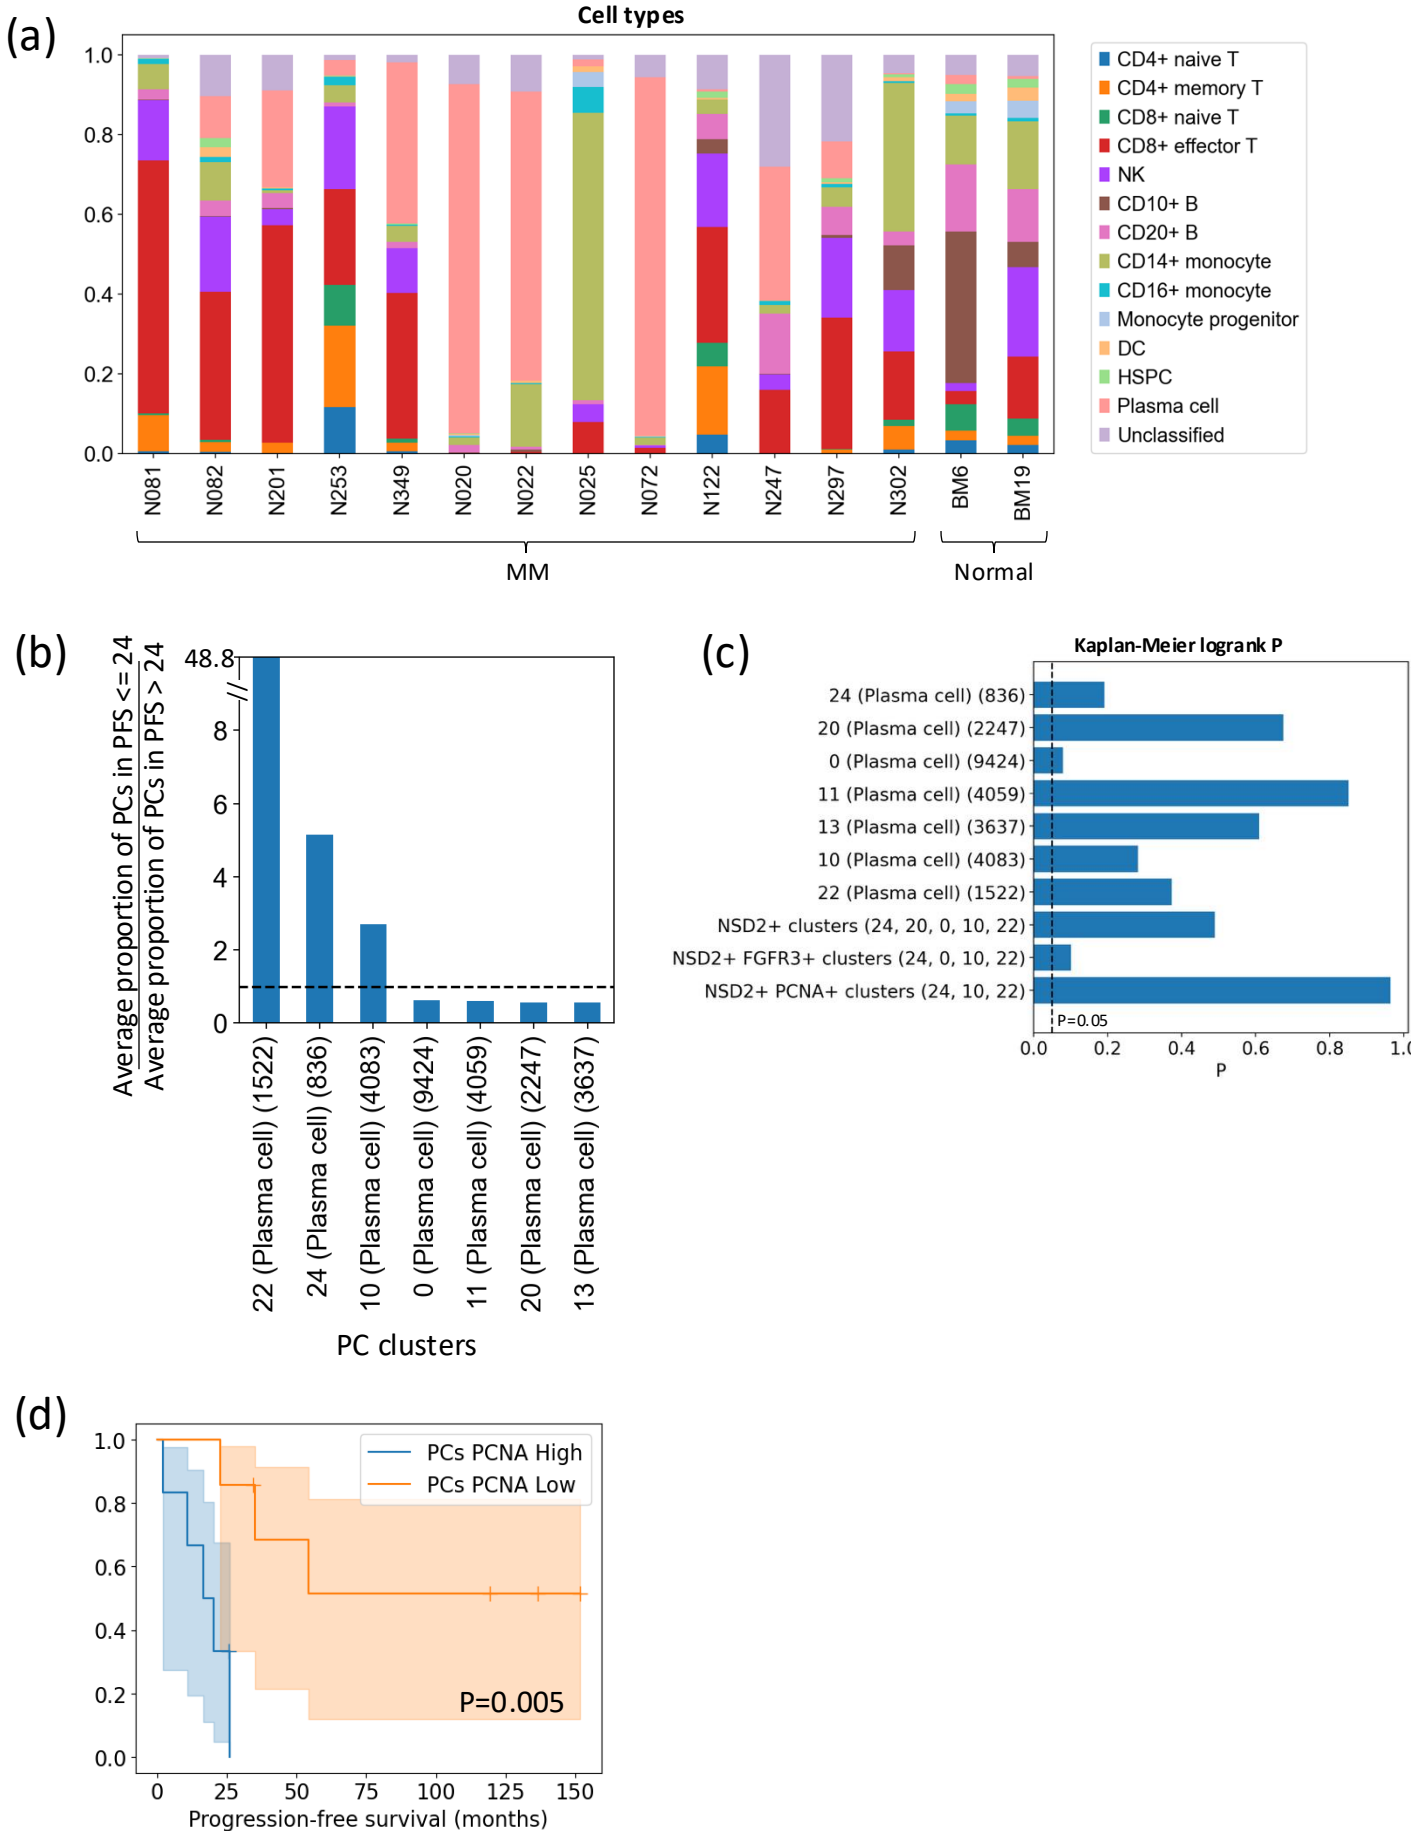 (a)
Cell types
1.0
0.8
0.6
0.4
0.2
0.0
N081
N082
N201
N253
N349
N020
N022
N025
N072
N122
N247
N297
N302
BM6
BM19
MM
Normal
CD4+ naive T
CD4+ memory T
CD8+ naive T
CD8+ effector T
NK
CD10+ B
CD20+ B
CD14+ monocyte
CD16+ monocyte
Monocyte progenitor
DC
HSPC
Plasma cell
Unclassified
(b)
Average proportion of PCs in PFS <= 24
Average proportion of PCs in PFS > 24
48.8
8
6
4
2
0
22 (Plasma cell) (1522)
24 (Plasma cell) (836)
10 (Plasma cell) (4083)
0 (Plasma cell) (9424)
11 (Plasma cell) (4059)
20 (Plasma cell) (2247)
13 (Plasma cell) (3637)
PC clusters
(c)
Kaplan-Meier logrank P
24 (Plasma cell) (836)
20 (Plasma cell) (2247)
0 (Plasma cell) (9424)
11 (Plasma cell) (4059)
13 (Plasma cell) (3637)
10 (Plasma cell) (4083)
22 (Plasma cell) (1522)
NSD2+ clusters (24, 20, 0, 10, 22)
NSD2+ FGFR3+ clusters (24, 0, 10, 22)
NSD2+ PCNA+ clusters (24, 10, 22)
P=0.05
0.0 0.2 0.4 0.6 0.8 1.0
P
(d)
PCs PCNA High
PCs PCNA Low
1.0
0.8
0.6
0.4
0.2
0.0
P=0.005
0 25 50 75 100 125 150
Progression-free survival (months)